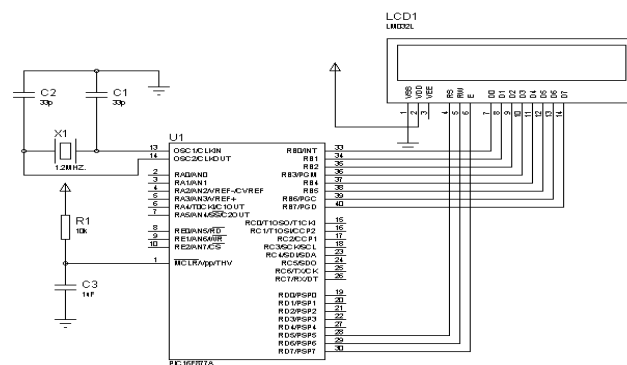 LCD1
LM032L
VSS VDD VEE RS RW E D0 D1 D2 D3 D4 D5 D6 D7
1 2 3 4 5 6 7 8 9 10 11 12 13 14
C2
33p
C1
33p
X1
1.2MHZ.
R1
10k
C3
U1
13 OSC1/CLKIN RB0/INT 33
14 OSC2/CLKOUT RB1 34
RB2 35
2 RA0/AN0 RB3/PGM 36
3 RA1/AN1 RB4 37
4 RA2/AN2/VREF-/CVREF RB5 38
5 RA3/AN3/VREF+ RB6/PGC 39
6 RA4/T0CKI/C1OUT RB7/PGD 40
7 RA5/AN4/SS/C2OUT
RC0/T1OSO/T1CKI 15
8 RE0/AN5/RD RC1/T1OSI/CCP2 16
9 RE1/AN6/WR RC2/CCP1 17
10 RE2/AN7/CS RC3/SCK/SCL 18
RC4/SDI/SDA 23
1 MCLR/Vpp/THV RC5/SDO 24
RC6/TX/CK 25
RC7/RX/DT 26
RD0/PSP0 19
RD1/PSP1 20
RD2/PSP2 21
RD3/PSP3 22
RD4/PSP4 27
RD5/PSP5 28
RD6/PSP6 29
RD7/PSP7 30
PIC16F877A